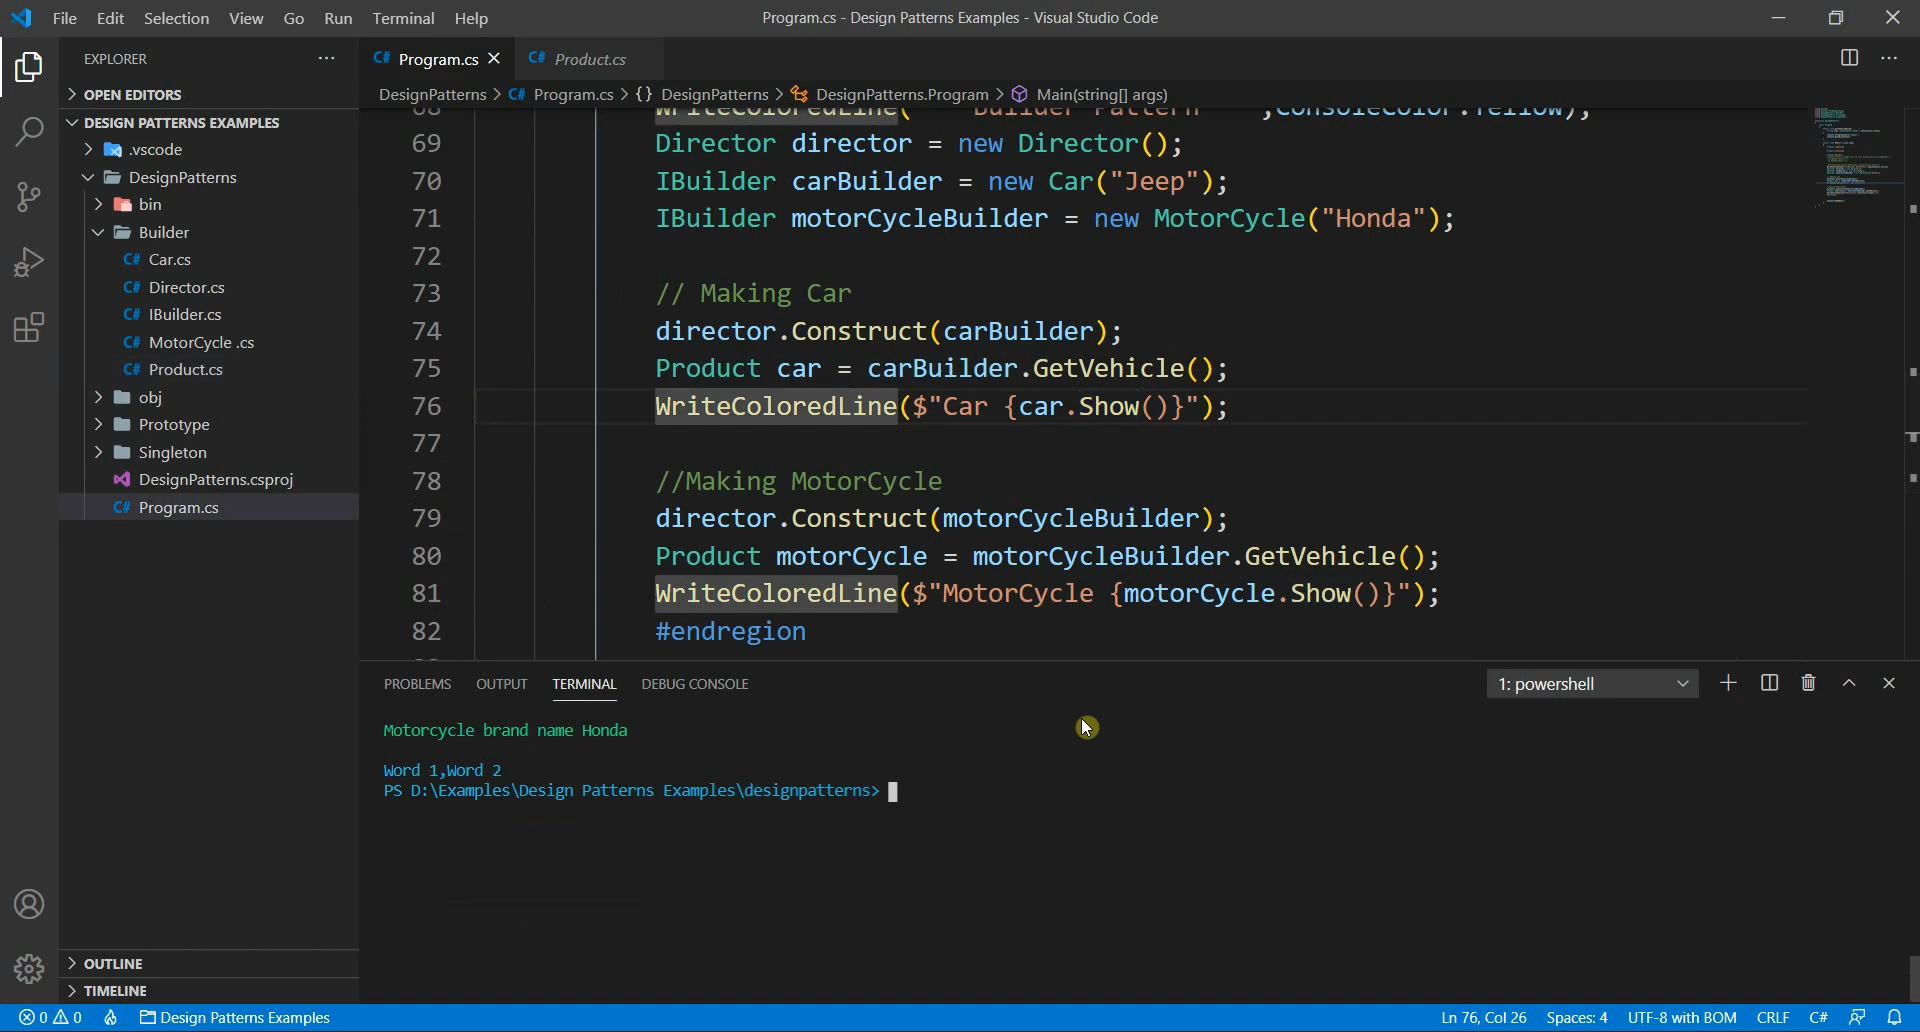 File Edit Selection View Go Run Terminal Help
Program.cs - Design Patterns Examples - Visual Studio Code
EXPLORER
OPEN EDITORS
DESIGN PATTERNS EXAMPLES
.vscode
DesignPatterns
bin
Builder
C# Car.cs
C# Director.cs
C# IBuilder.cs
C# MotorCycle .cs
C# Product.cs
obj
Prototype
Singleton
DesignPatterns.csproj
C# Program.cs
OUTLINE
TIMELINE
C# Program.cs
C# Product.cs
DesignPatterns > C# Program.cs > {} DesignPatterns > DesignPatterns.Program > Main(string[] args)
68 WriteColoredLine(" Builder Pattern ",ConsoleColor.Yellow);
69 Director director = new Director();
70 IBuilder carBuilder = new Car("Jeep");
71 IBuilder motorCycleBuilder = new MotorCycle("Honda");
72
73 // Making Car
74 director.Construct(carBuilder);
75 Product car = carBuilder.GetVehicle();
76 WriteColoredLine($"Car {car.Show()}");
77
78 //Making MotorCycle
79 director.Construct(motorCycleBuilder);
80 Product motorCycle = motorCycleBuilder.GetVehicle();
81 WriteColoredLine($"MotorCycle {motorCycle.Show()}");
82 #endregion
PROBLEMS OUTPUT TERMINAL DEBUG CONSOLE
1: powershell
Motorcycle brand name Honda
Word 1,Word 2
PS D:\Examples\Design Patterns Examples\designpatterns>
0 0 Design Patterns Examples
Ln 76, Col 26 Spaces: 4 UTF-8 with BOM CRLF C#